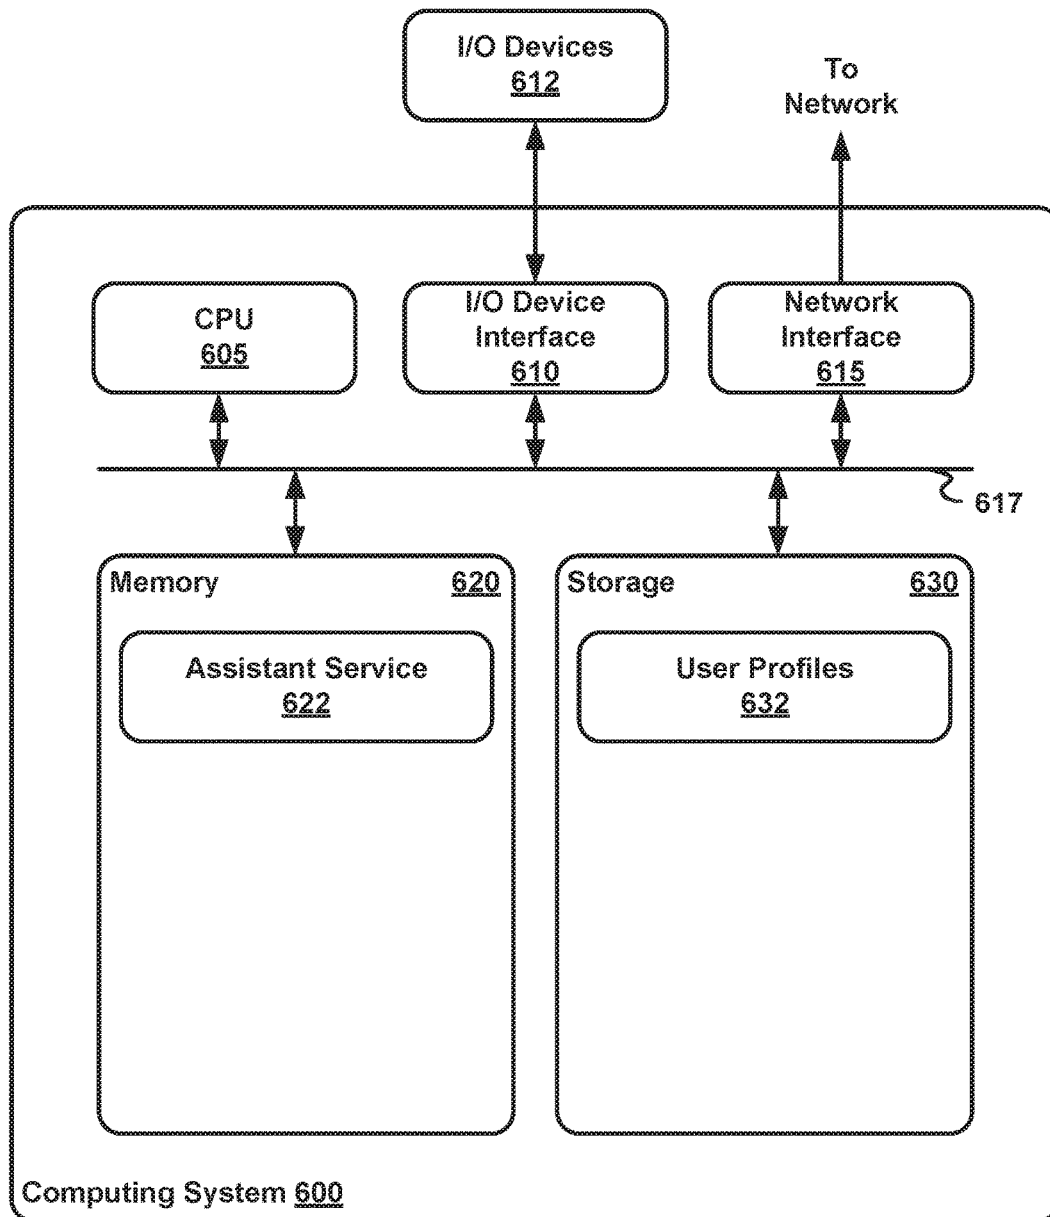 I/O Devices
612
To
Network
CPU
605
I/O Device
Interface
610
Network
Interface
615
617
Memory
620
Storage
630
Assistant Service
622
User Profiles
632
Computing System 600